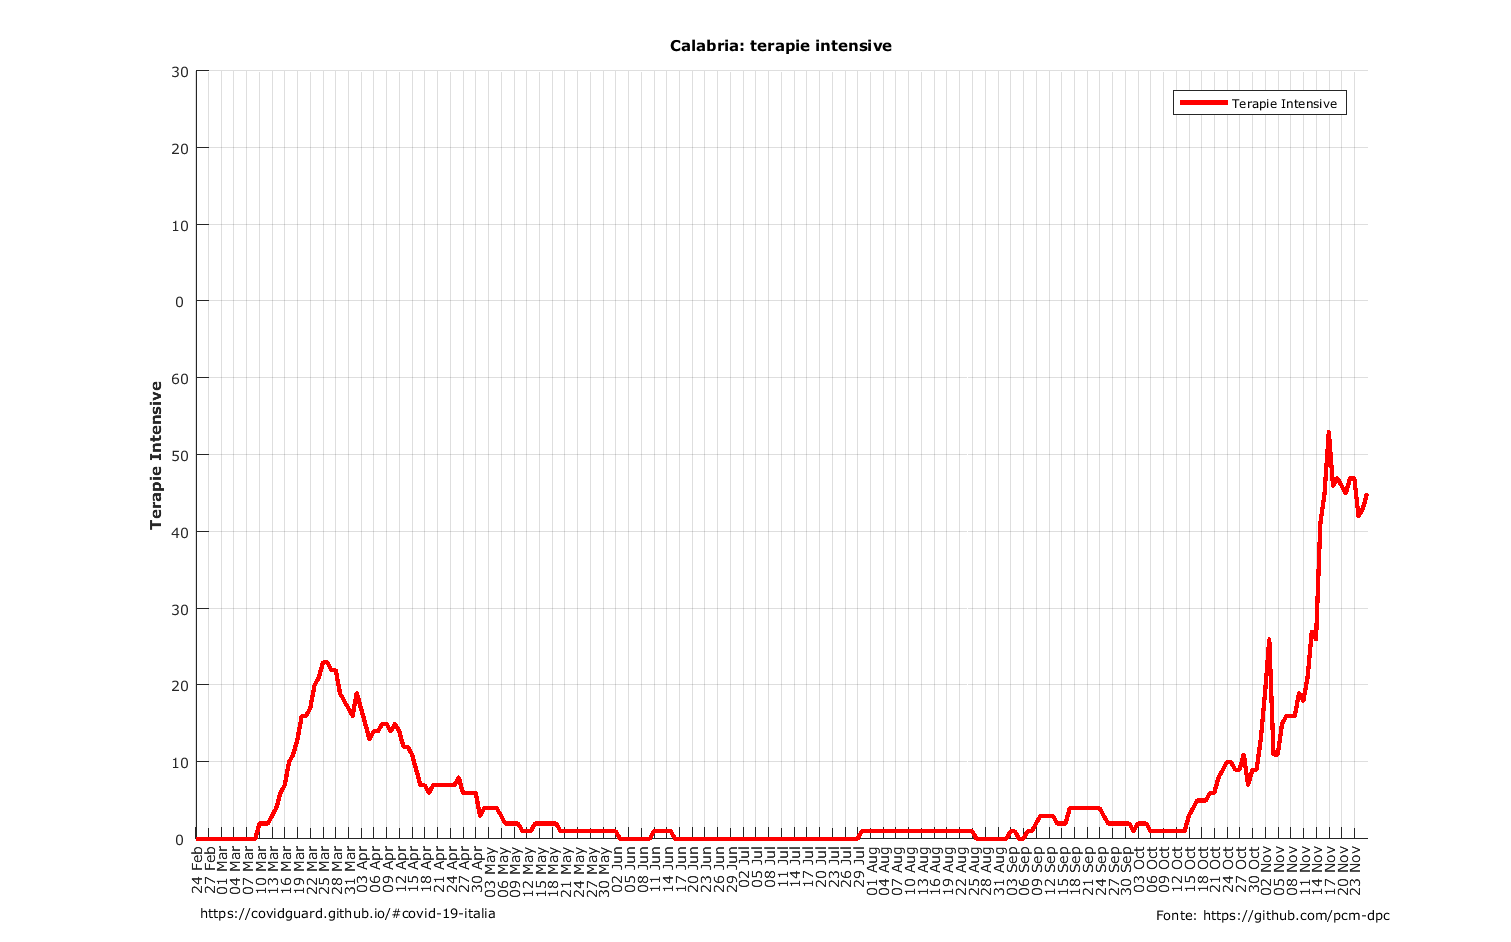 Calabria: terapie intensive
Terapie Intensive
30
20
10
0
60
50
40
30
20
10
0
Terapie Intensive
24 Feb
27 Feb
01 Mar
04 Mar
07 Mar
10 Mar
13 Mar
16 Mar
19 Mar
22 Mar
25 Mar
28 Mar
31 Mar
03 Apr
06 Apr
09 Apr
12 Apr
15 Apr
18 Apr
21 Apr
24 Apr
27 Apr
30 Apr
03 May
06 May
09 May
12 May
15 May
18 May
21 May
24 May
27 May
30 May
02 Jun
05 Jun
08 Jun
11 Jun
14 Jun
17 Jun
20 Jun
23 Jun
26 Jun
29 Jun
02 Jul
05 Jul
08 Jul
11 Jul
14 Jul
17 Jul
20 Jul
23 Jul
26 Jul
29 Jul
01 Aug
04 Aug
07 Aug
10 Aug
13 Aug
16 Aug
19 Aug
22 Aug
25 Aug
28 Aug
31 Aug
03 Sep
06 Sep
09 Sep
12 Sep
15 Sep
18 Sep
21 Sep
24 Sep
27 Sep
30 Sep
03 Oct
06 Oct
09 Oct
12 Oct
15 Oct
18 Oct
21 Oct
24 Oct
27 Oct
30 Oct
02 Nov
05 Nov
08 Nov
11 Nov
14 Nov
17 Nov
20 Nov
23 Nov
https://covidguard.github.io/#covid-19-italia
Fonte: https://github.com/pcm-dpc